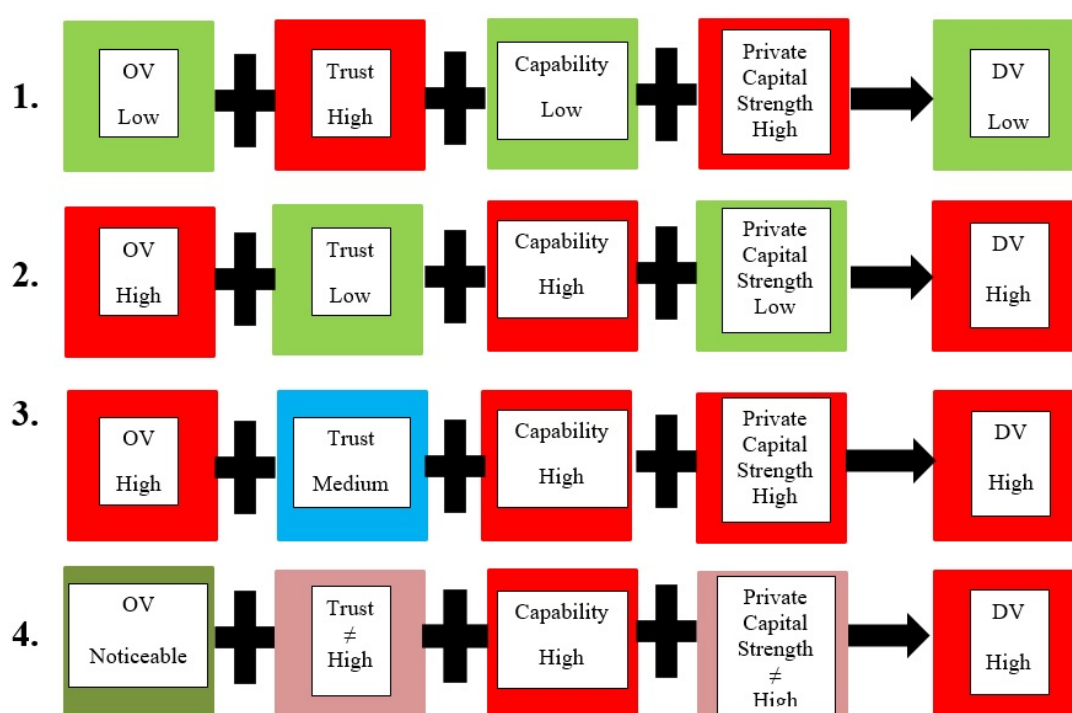 1.
OV
Low
Trust
High
Capability
Low
Private
Capital
Strength
High
DV
Low
2.
OV
High
Trust
Low
Capability
High
Private
Capital
Strength
Low
DV
High
3.
OV
High
Trust
Medium
Capability
High
Private
Capital
Strength
High
DV
High
4.
OV
Noticeable
Trust
≠
High
Capability
High
Private
Capital
Strength
≠
High
DV
High